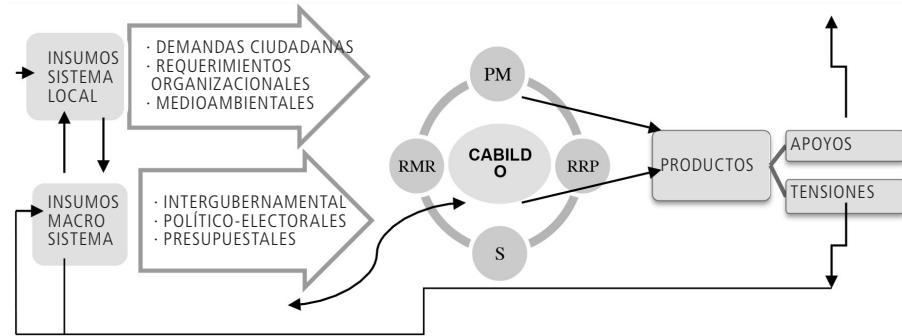 INSUMOS
SISTEMA
LOCAL
· DEMANDAS CIUDADANAS
· REQUERIMIENTOS
ORGANIZACIONALES
· MEDIOAMBIENTALES
INSUMOS
MACRO
SISTEMA
· INTERGUBERNAMENTAL
· POLÍTICO-ELECTORALES
· PRESUPUESTALES
PM
RMR
CABILD
O
RRP
S
PRODUCTOS
APOYOS
TENSIONES